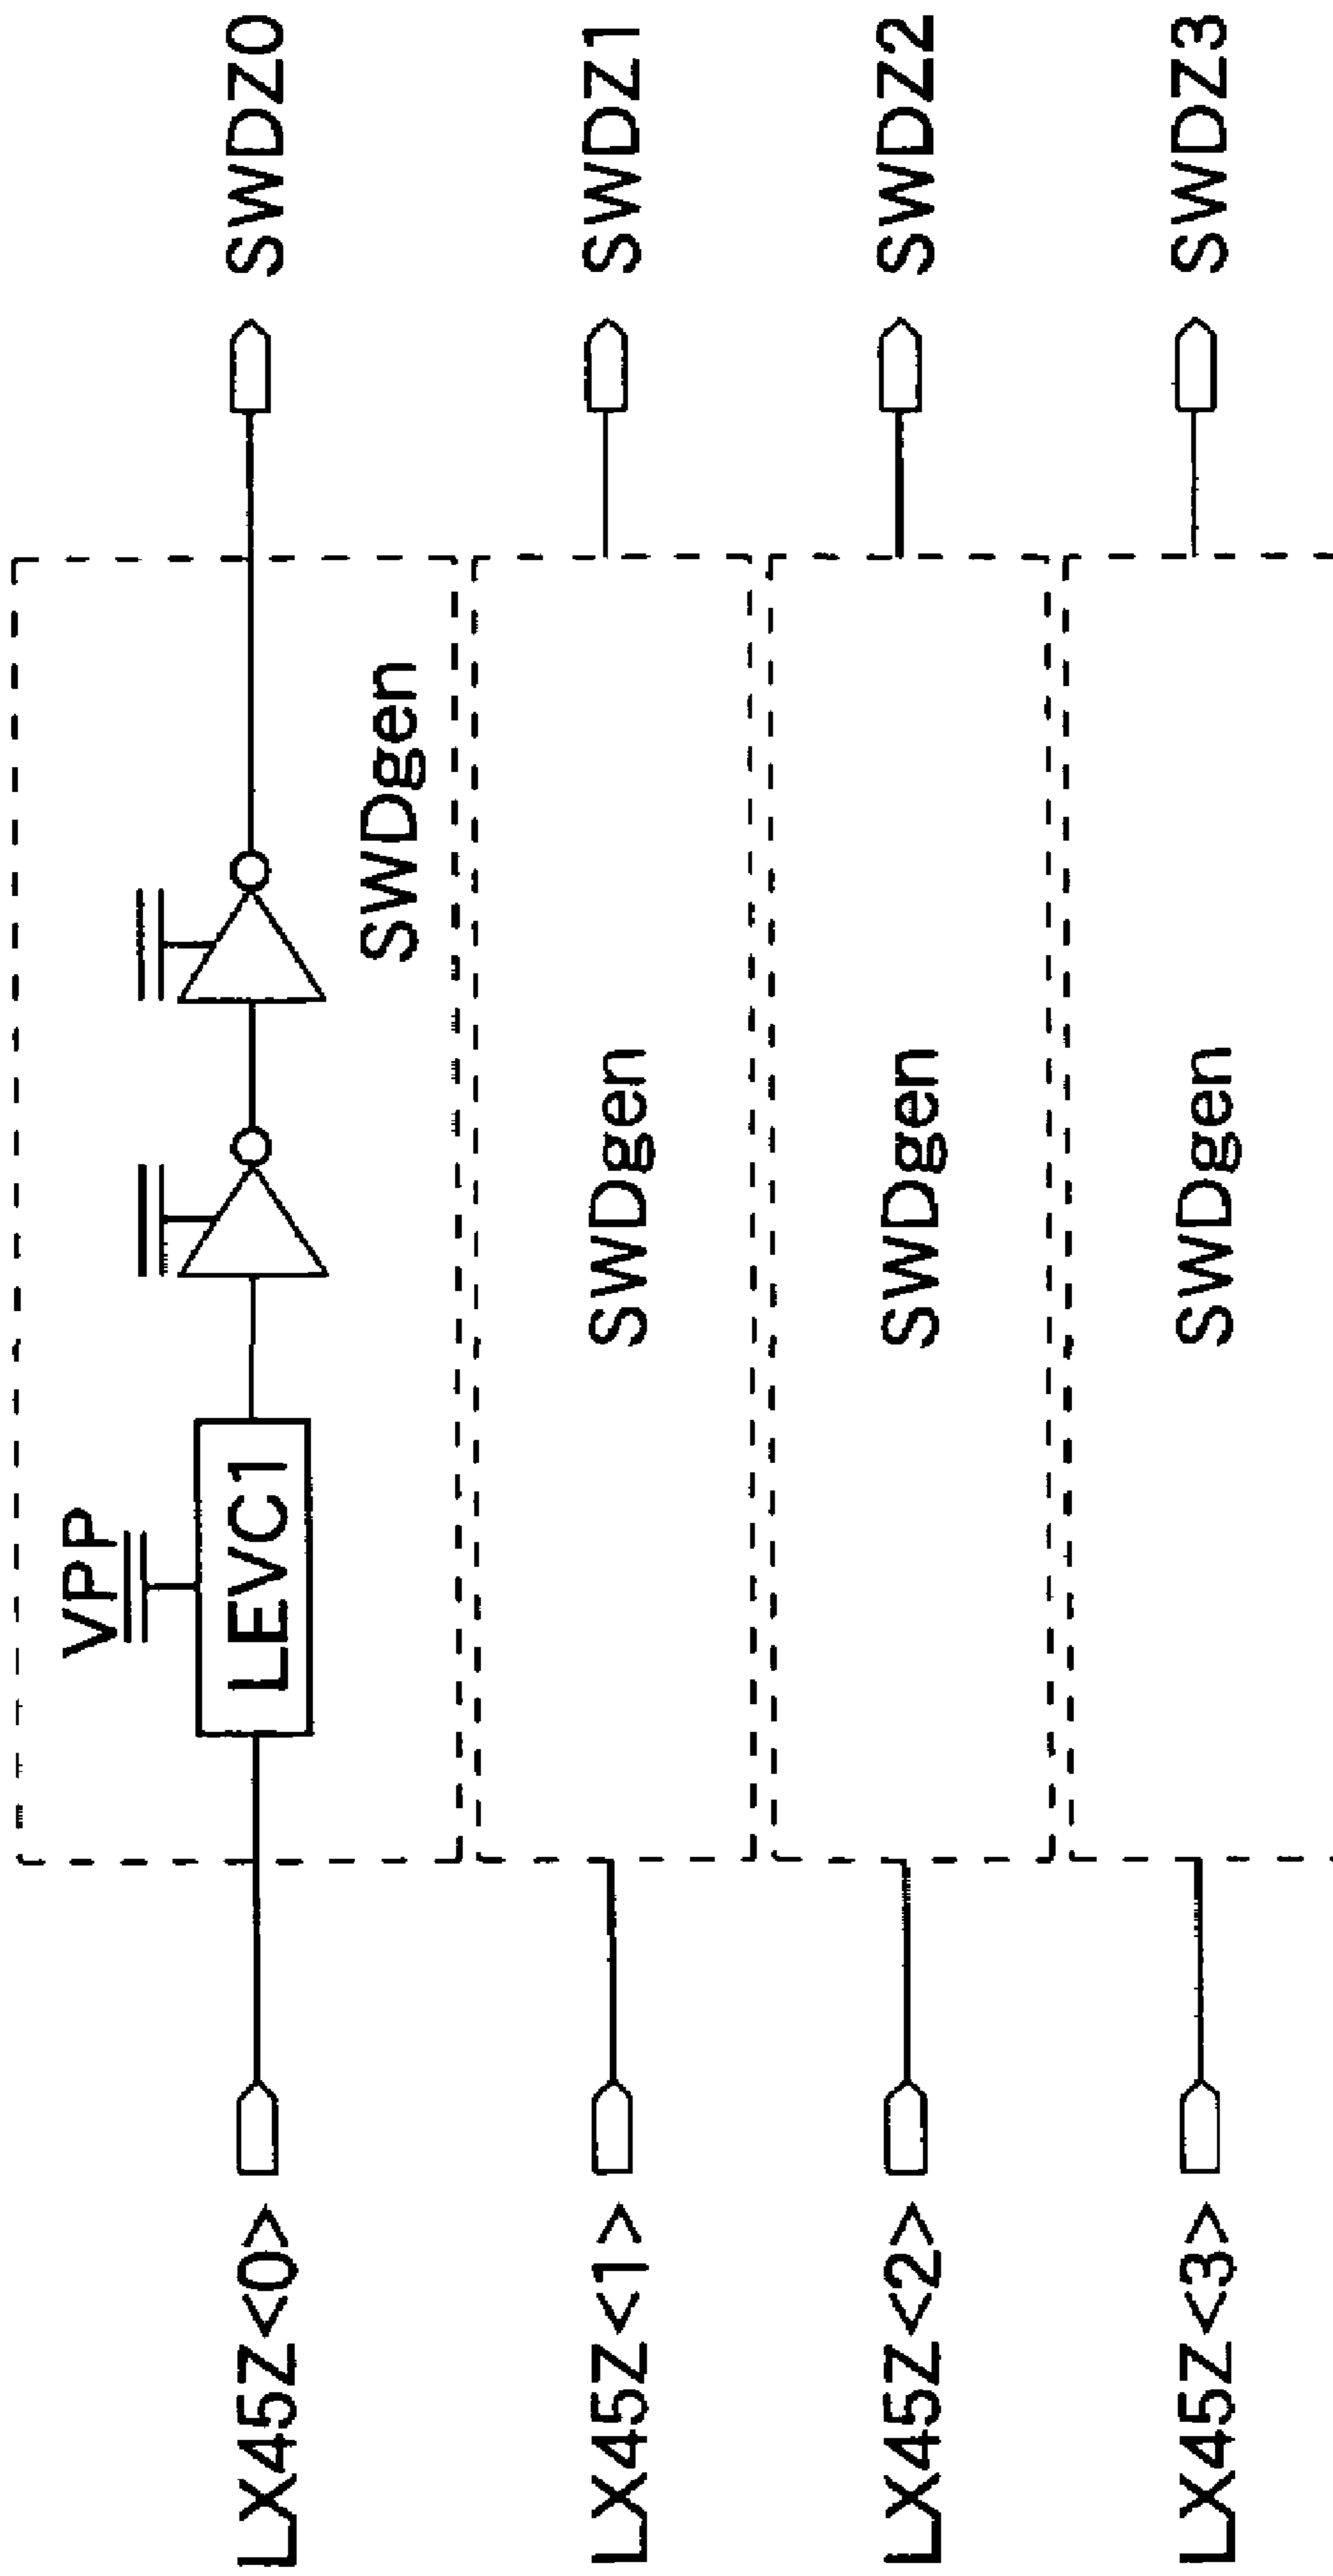 VPP
LX45Z<0> LEVC1 SWDZ0
SWDgen
LX45Z<1> SWDgen SWDZ1
LX45Z<2> SWDgen SWDZ2
LX45Z<3> SWDgen SWDZ3